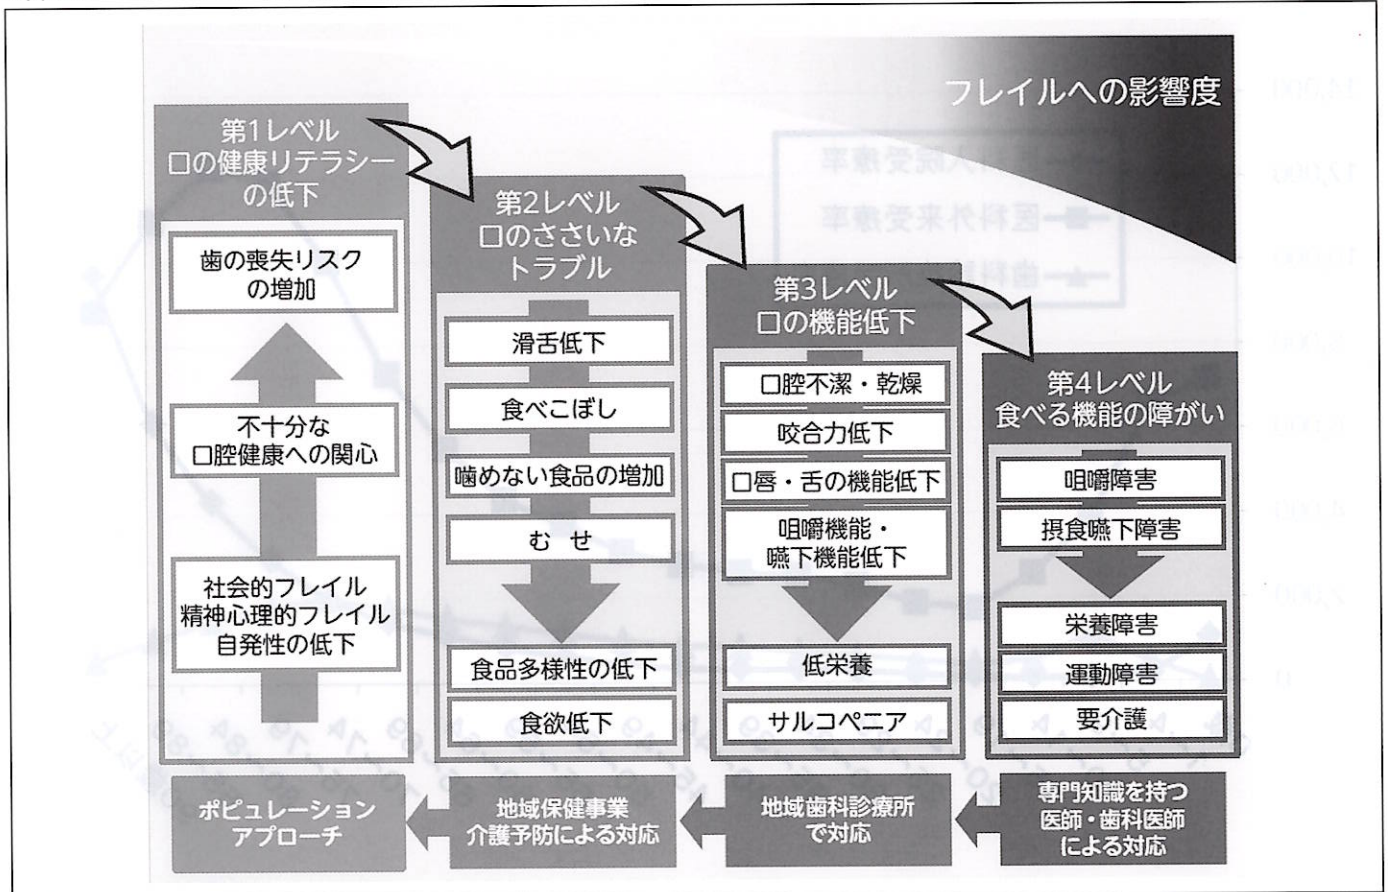 フレイルへの影響度
第1レベル
口の健康リテラシー
の低下
歯の喪失リスク
の増加
不十分な
口腔健康への関心
社会的フレイル
精神心理的フレイル
自発性の低下
ポピュレーション
アプローチ
第2レベル
口のささいな
トラブル
滑舌低下
食べこぼし
噛めない食品の増加
むせ
食品多様性の低下
食欲低下
地域保健事業
介護予防による対応
第3レベル
口の機能低下
口腔不潔・乾燥
咬合力低下
口唇・舌の機能低下
咀嚼機能・
嚥下機能低下
低栄養
サルコペニア
地域歯科診療所
で対応
第4レベル
食べる機能の障がい
咀嚼障害
摂食嚥下障害
栄養障害
運動障害
要介護
専門知識を持つ
医師・歯科医師
による対応